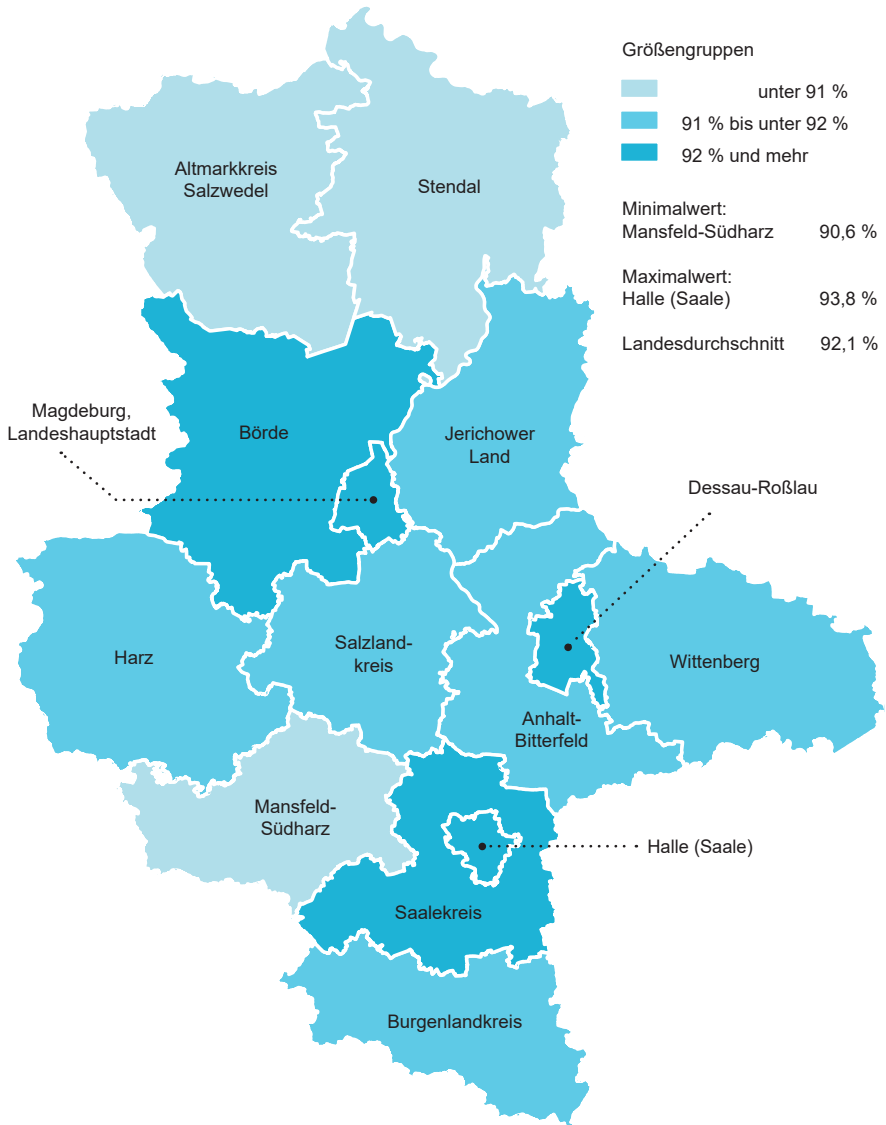 Größengruppen
unter 91 %
91 % bis unter 92 %
92 % und mehr
Minimalwert:
Mansfeld-Südharz 90,6 %
Maximalwert:
Halle (Saale) 93,8 %
Landesdurchschnitt 92,1 %
Altmarkkreis
Salzwedel
Stendal
Magdeburg,
Landeshauptstadt
Börde
Jerichower
Land
Dessau-Roßlau
Harz
Salzland-
kreis
Wittenberg
Anhalt-
Bitterfeld
Mansfeld-
Südharz
Halle (Saale)
Saalekreis
Burgenlandkreis